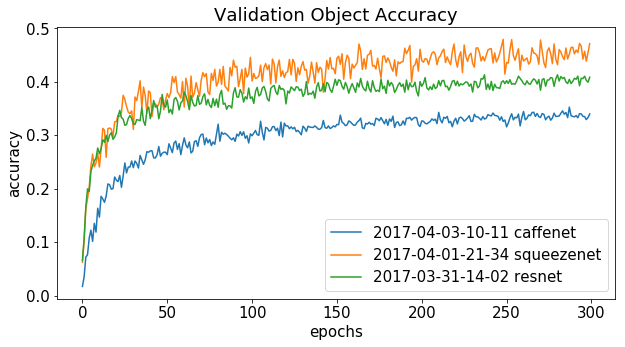 Validation Object Accuracy
accuracy
0.5
0.4
0.3
0.2
0.1
0.0
2017-04-03-10-11 caffenet
2017-04-01-21-34 squeezenet
2017-03-31-14-02 resnet
0 50 100 150 200 250 300
epochs